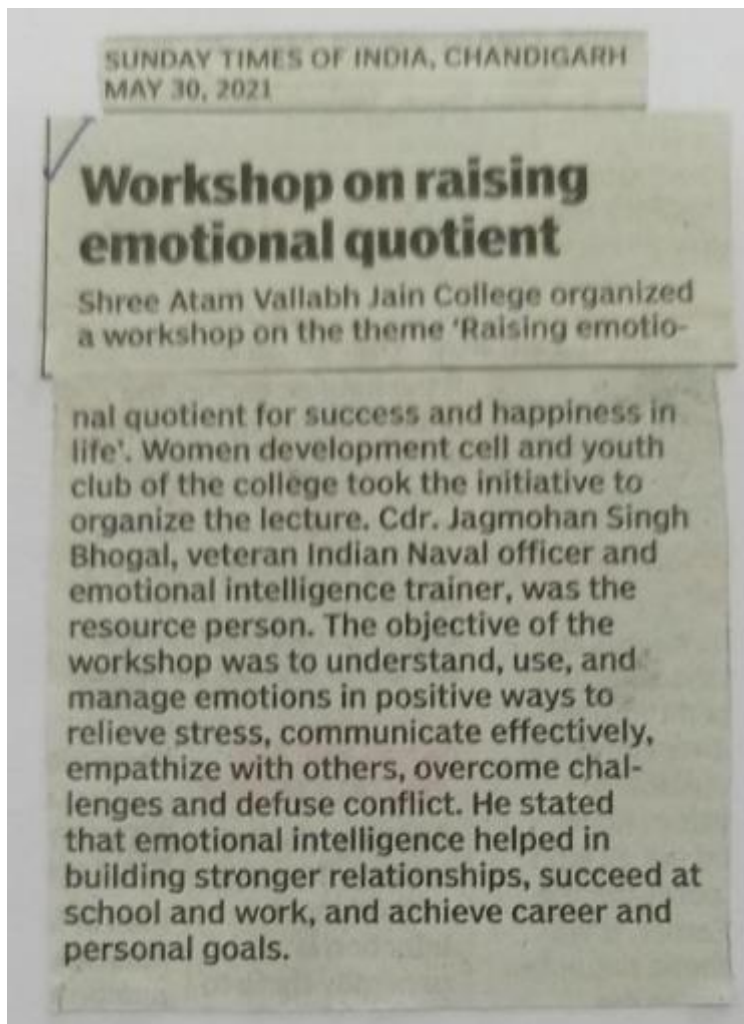 SUNDAY TIMES OF INDIA, CHANDIGARH
MAY 30, 2021
Workshop on raising
emotional quotient
Shree Atam Vallabh Jain College organized
a workshop on the theme 'Raising emotio-
nal quotient for success and happiness in
life'. Women development cell and youth
club of the college took the initiative to
organize the lecture. Cdr. Jagmohan Singh
Bhogal, veteran Indian Naval officer and
emotional intelligence trainer, was the
resource person. The objective of the
workshop was to understand, use, and
manage emotions in positive ways to
relieve stress, communicate effectively,
empathize with others, overcome chal-
lenges and defuse conflict. He stated
that emotional intelligence helped in
building stronger relationships, succeed at
school and work, and achieve career and
personal goals.